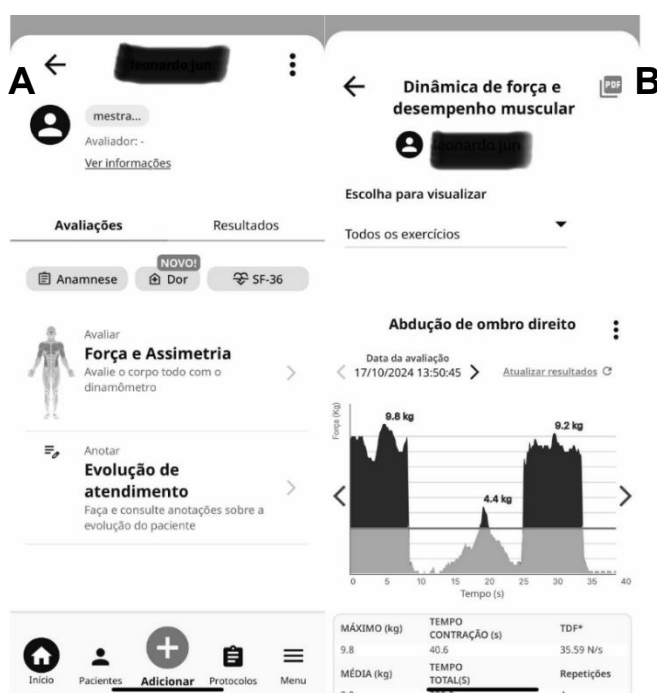 A
mestra...
Avaliador: -
Ver informações
Avaliações
Resultados
Anamnese
NOVO!
Dor
SF-36
Avaliar
Força e Assimetria
Avalie o corpo todo com o
dinamômetro
Anotar
Evolução de
atendimento
Faça e consulte anotações sobre a
evolução do paciente
Início
Pacientes
Adicionar
Protocolos
Menu
B
PDF
Dinâmica de força e
desempenho muscular
Escolha para visualizar
Todos os exercícios
Abdução de ombro direito
Data da avaliação
17/10/2024 13:50:45
Atualizar resultados
Força (Kg)
9.8 kg
4.4 kg
9.2 kg
0 5 10 15 20 25 30 35 40
Tempo (s)
MÁXIMO (kg)
TEMPO
CONTRAÇÃO (s)
TDF*
9.8
40.6
35.59 N/s
MÉDIA (kg)
TEMPO
TOTAL(S)
Repetições